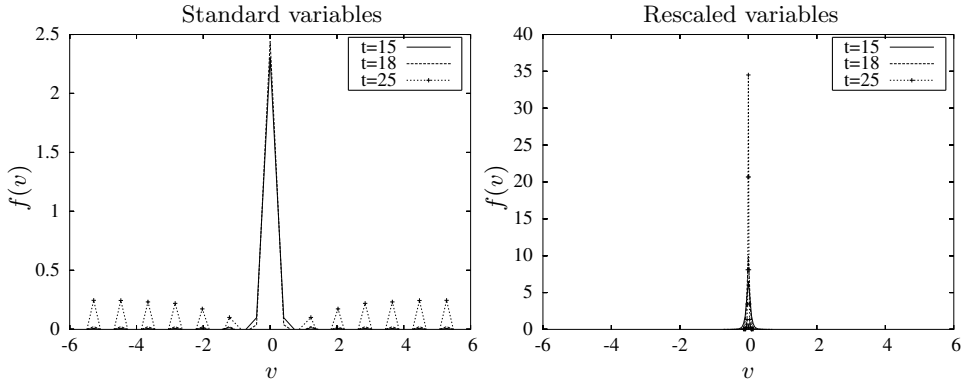 Standard variables
f(v)
2.5
2
1.5
1
0.5
0
-6 -4 -2 0 2 4 6
v
t=15
t=18
t=25
Rescaled variables
f(v)
40
35
30
25
20
15
10
5
0
-6 -4 -2 0 2 4 6
v
t=15
t=18
t=25